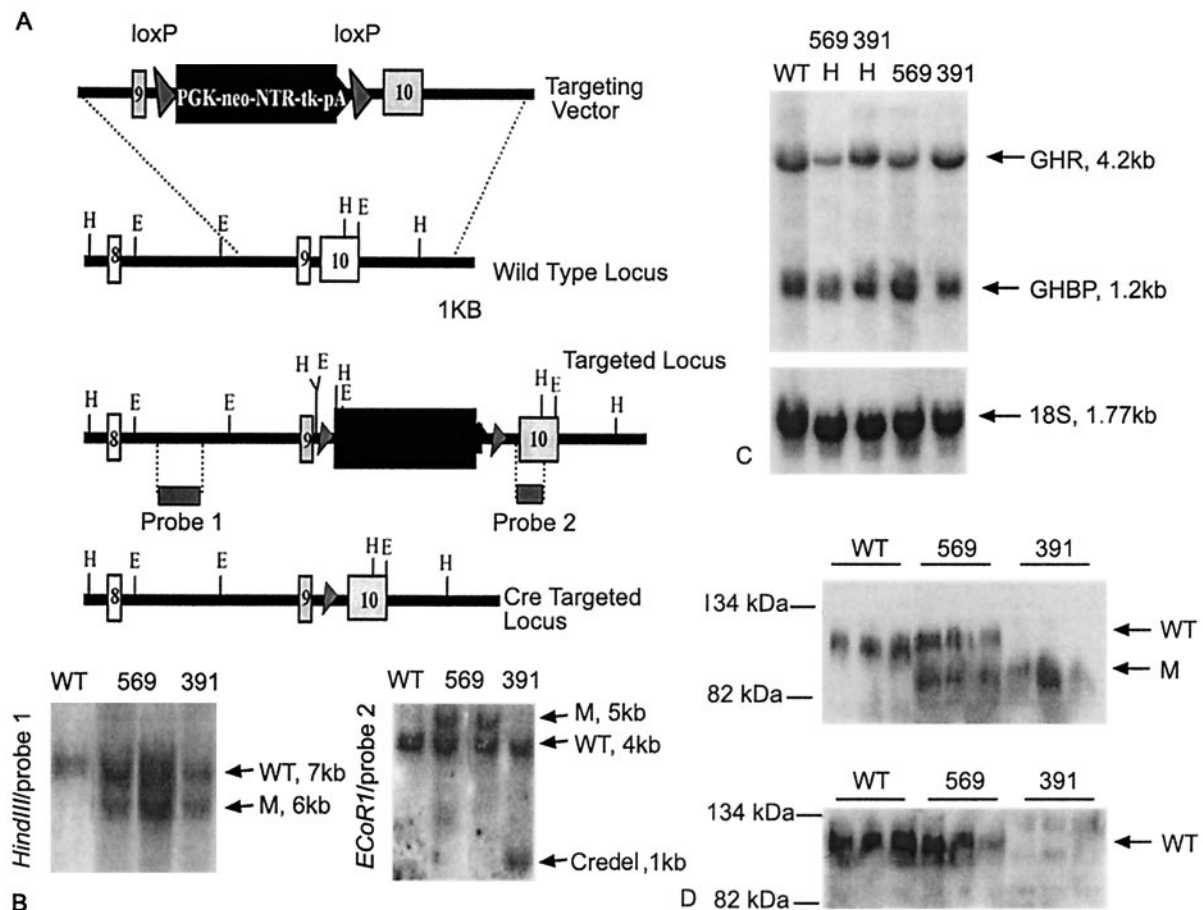 A
loxP loxP
9 PGK-neo-NTR-tk-pA 10
Targeting
Vector
H E E H E H
8 9 10
Wild Type Locus
1KB
Targeted Locus
H E E H E H E H E H
8 9 10
Probe 1 Probe 2
H E E H E H
8 9 10
Cre Targeted
Locus
WT 569 391
HindIII/probe 1
WT, 7kb
M, 6kb
B
WT 569 391
ECoR1/probe 2
M, 5kb
WT, 4kb
Credel ,1kb
569 391
WT H H 569 391
GHR, 4.2kb
GHBP, 1.2kb
18S, 1.77kb
C
WT 569 391
134 kDa
WT
M
82 kDa
WT 569 391
134 kDa
WT
D 82 kDa